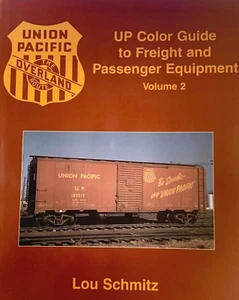 UNION
PACIFIC
THE
OVERLAND
ROUTE
UP Color Guide
to Freight and
Passenger Equipment
Volume 2
UNION PACIFIC
U.P.
Be Specific-
UNION PACIFIC
Lou Schmitz